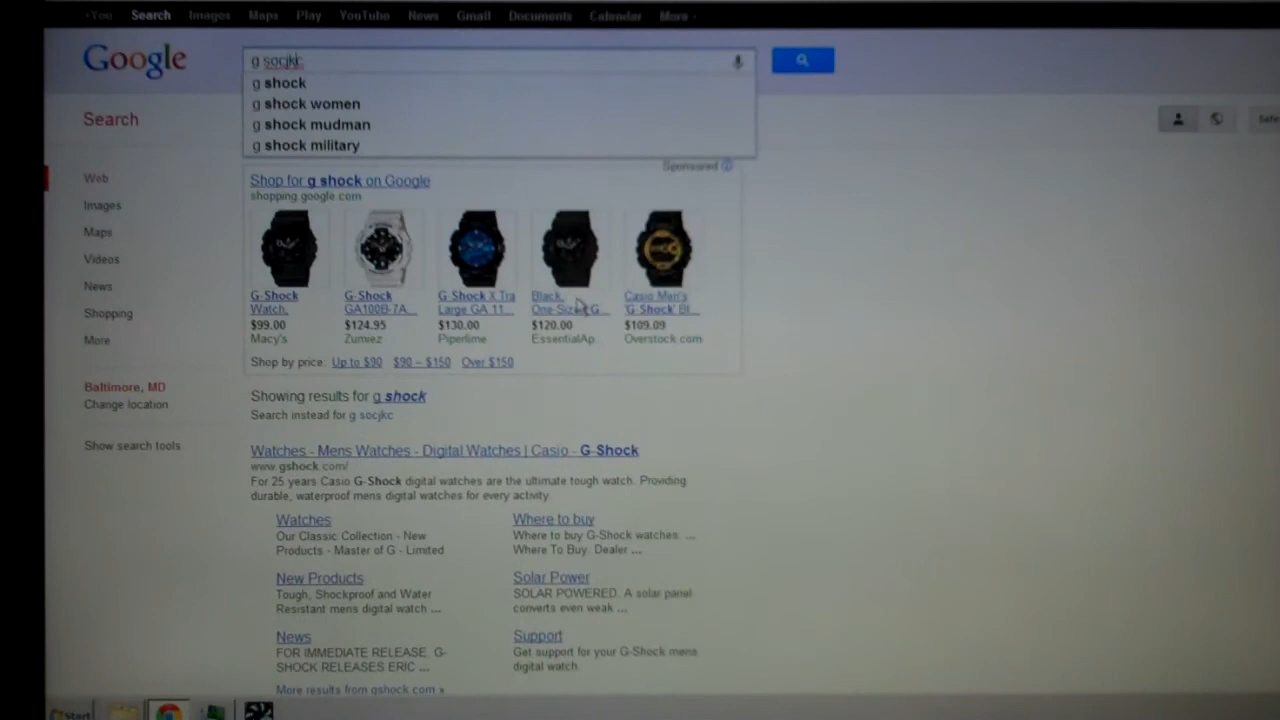 +You Search Images Maps Play YouTube News Gmail Documents Calendar More
Google
g socjkc
g shock
g shock women
g shock mudman
g shock military
Search
Web
Images
Maps
Videos
News
Shopping
More
Baltimore, MD
Change location
Show search tools
Sponsored
Shop for g shock on Google
shopping.google.com
G-Shock Watch,
$99.00
Macy's
G-Shock GA100B-7A...
$124.95
Zumiez
G-Shock X Tra Large GA 11...
$130.00
Piperlime
Black, One-Size G...
$120.00
EssentialAp...
Casio Men's 'G Shock' Bl...
$109.09
Overstock.com
Shop by price: Up to $90 $90 – $150 Over $150
Showing results for g shock
Search instead for g socjkc
Watches - Mens Watches - Digital Watches | Casio - G-Shock
www.gshock.com/
For 25 years Casio G-Shock digital watches are the ultimate tough watch. Providing
durable, waterproof mens digital watches for every activity.
Watches
Our Classic Collection - New
Products - Master of G - Limited
Where to buy
Where to buy G-Shock watches. ...
Where To Buy. Dealer ...
New Products
Tough, Shockproof and Water
Resistant mens digital watch ...
Solar Power
SOLAR POWERED. A solar panel
converts even weak ...
News
FOR IMMEDIATE RELEASE. G-
SHOCK RELEASES ERIC ...
Support
Get support for your G-Shock mens
digital watch.
More results from gshock.com »
Start